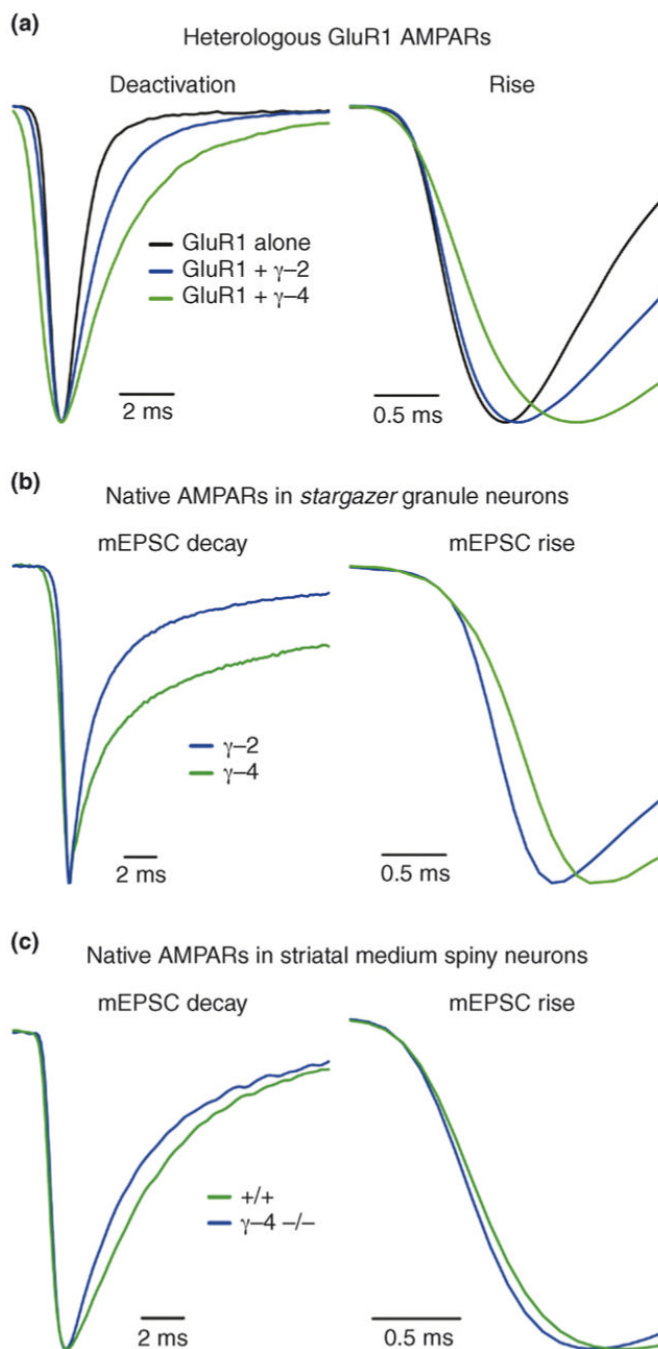 (a)
Heterologous GluR1 AMPARs
Deactivation
Rise
GluR1 alone
GluR1 + γ–2
GluR1 + γ–4
2 ms
0.5 ms
(b)
Native AMPARs in stargazer granule neurons
mEPSC decay
mEPSC rise
γ–2
γ–4
2 ms
0.5 ms
(c)
Native AMPARs in striatal medium spiny neurons
mEPSC decay
mEPSC rise
+/+
γ–4 –/–
2 ms
0.5 ms